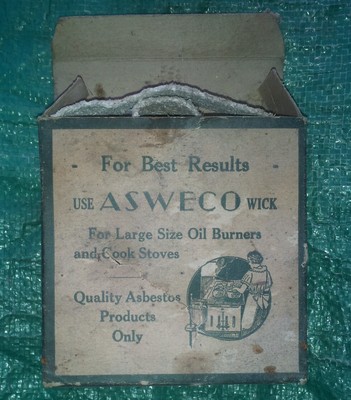 For Best Results
USE ASWECO WICK
For Large Size Oil Burners
and Cook Stoves
Quality Asbestos
Products
Only